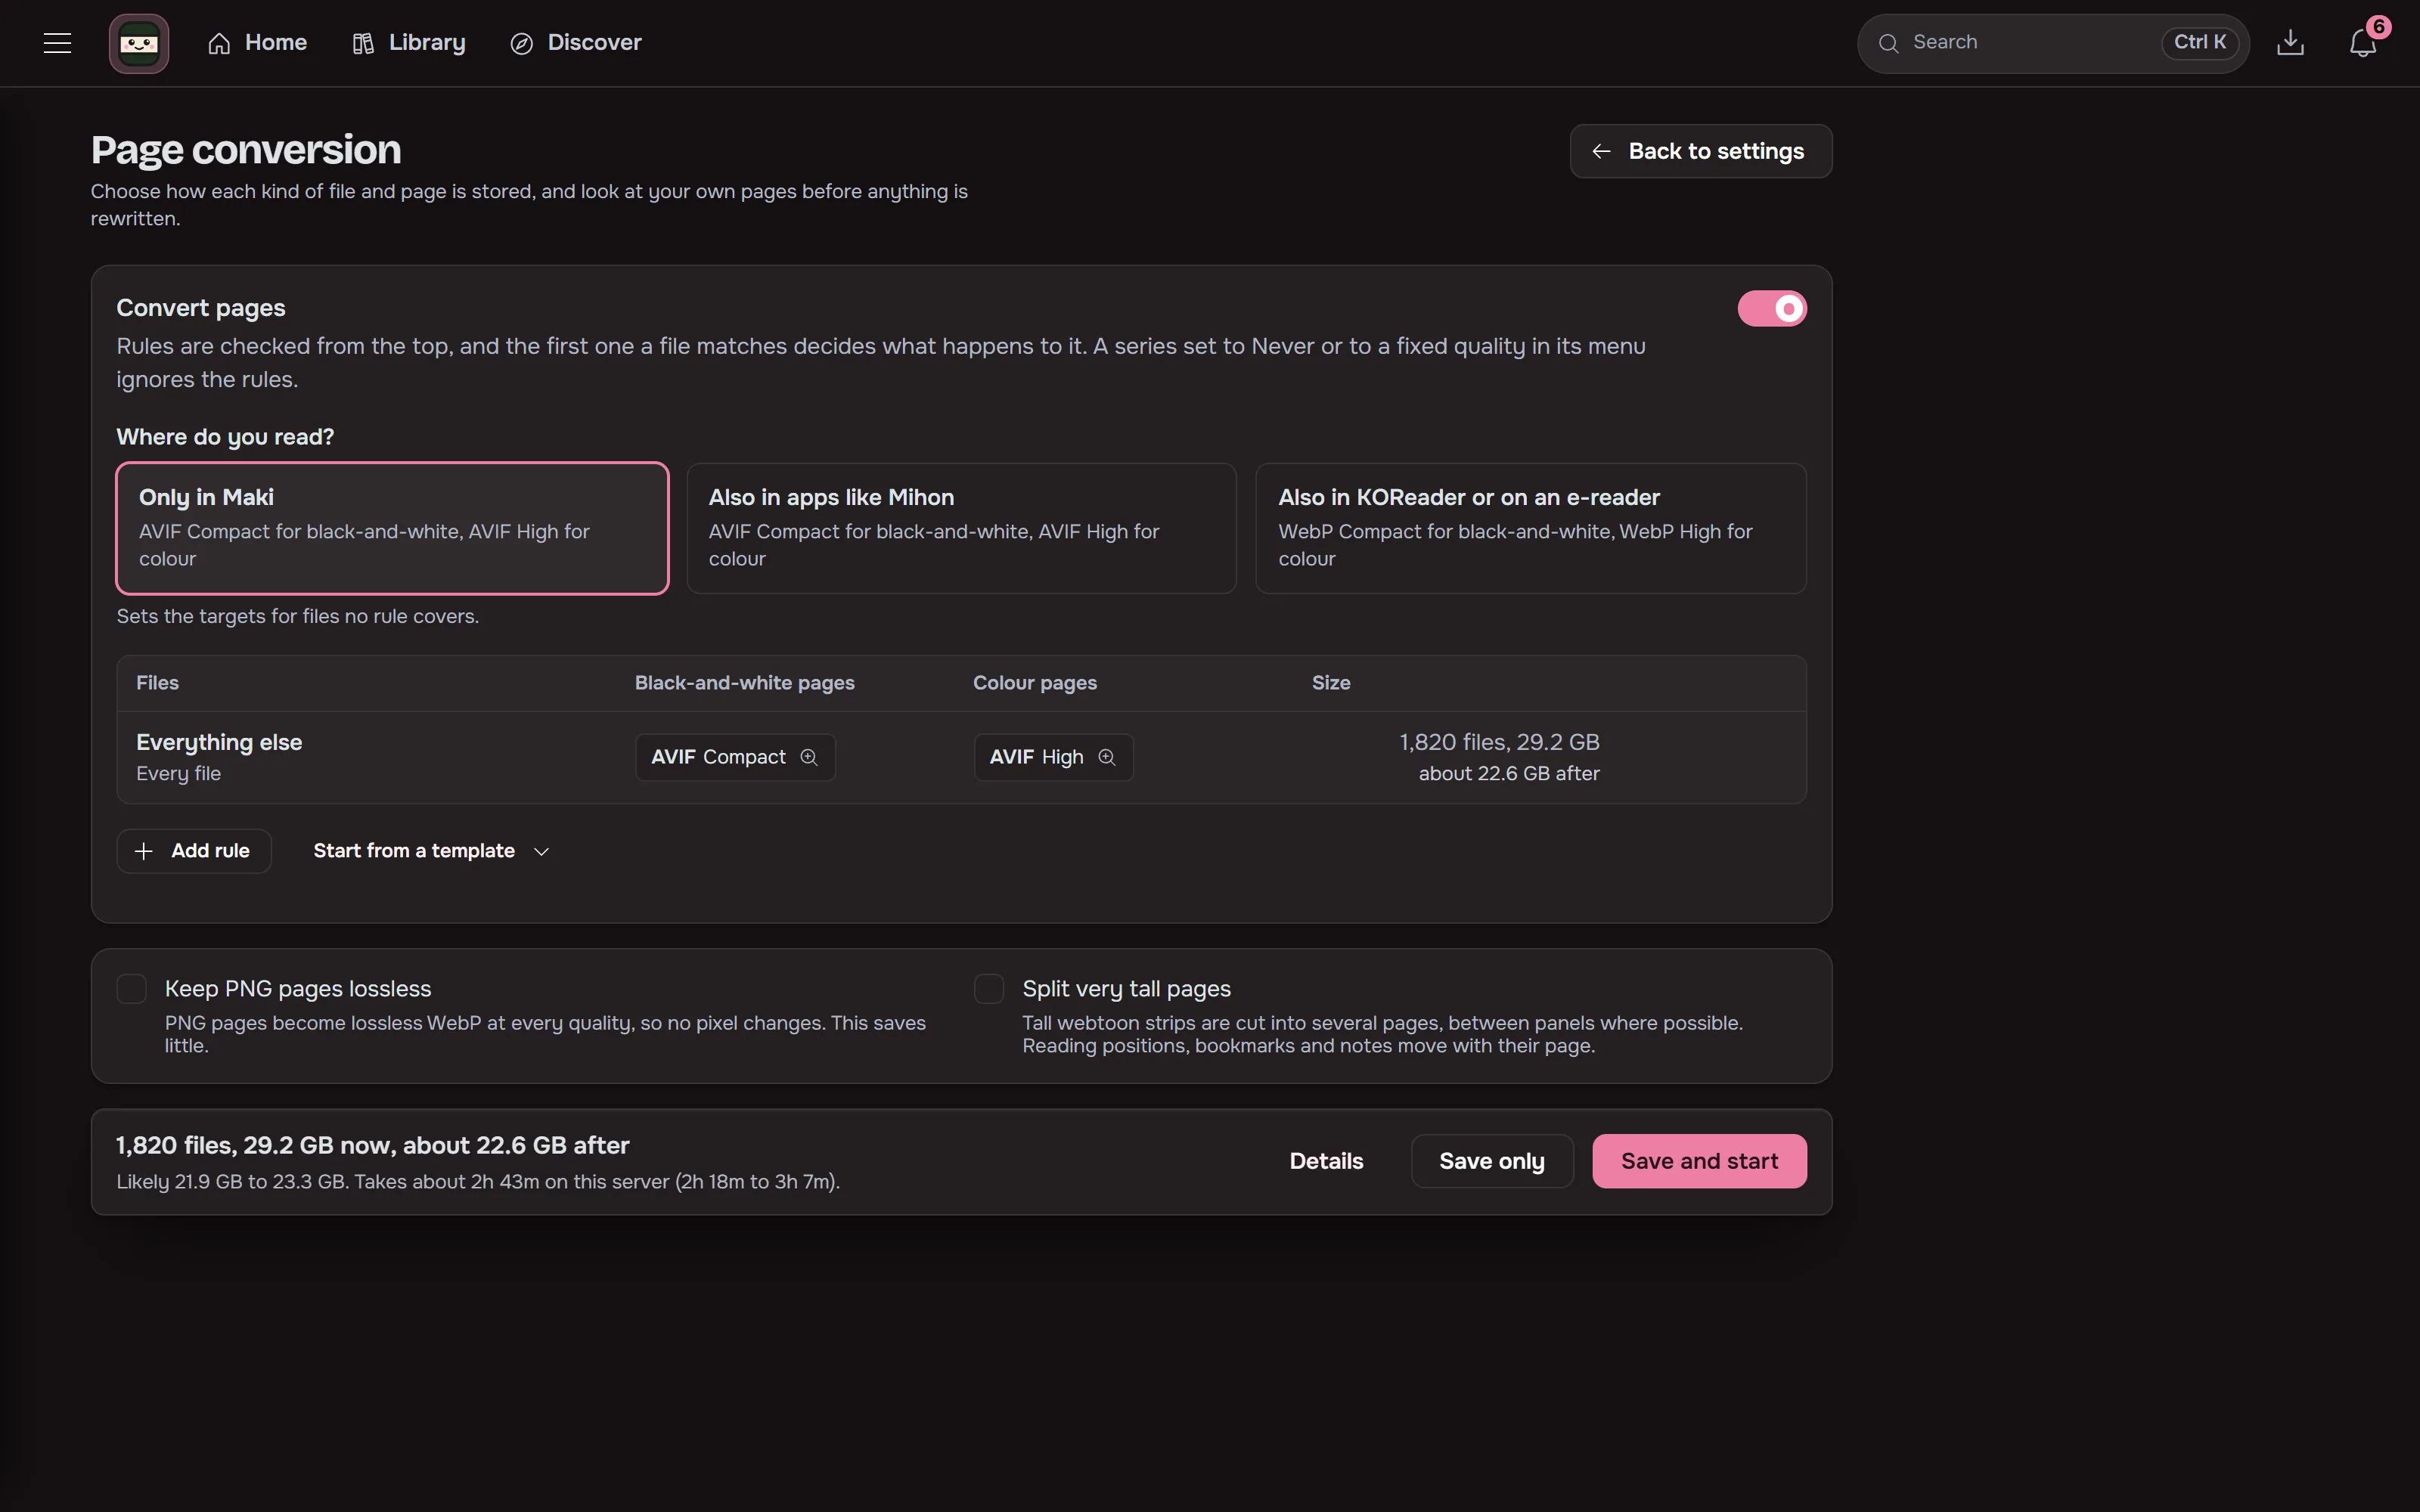 Home
Library
Discover
Search
Ctrl K
6
Page conversion
Back to settings
Choose how each kind of file and page is stored, and look at your own pages before anything is
rewritten.
Convert pages
Rules are checked from the top, and the first one a file matches decides what happens to it. A series set to Never or to a fixed quality in its menu
ignores the rules.
Where do you read?
Only in Maki
AVIF Compact for black-and-white, AVIF High for
colour
Also in apps like Mihon
AVIF Compact for black-and-white, AVIF High for
colour
Also in KOReader or on an e-reader
WebP Compact for black-and-white, WebP High for
colour
Sets the targets for files no rule covers.
Files
Black-and-white pages
Colour pages
Size
Everything else
Every file
AVIF Compact
AVIF High
1,820 files, 29.2 GB
about 22.6 GB after
Add rule
Start from a template
Keep PNG pages lossless
PNG pages become lossless WebP at every quality, so no pixel changes. This saves
little.
Split very tall pages
Tall webtoon strips are cut into several pages, between panels where possible.
Reading positions, bookmarks and notes move with their page.
1,820 files, 29.2 GB now, about 22.6 GB after
Likely 21.9 GB to 23.3 GB. Takes about 2h 43m on this server (2h 18m to 3h 7m).
Details
Save only
Save and start